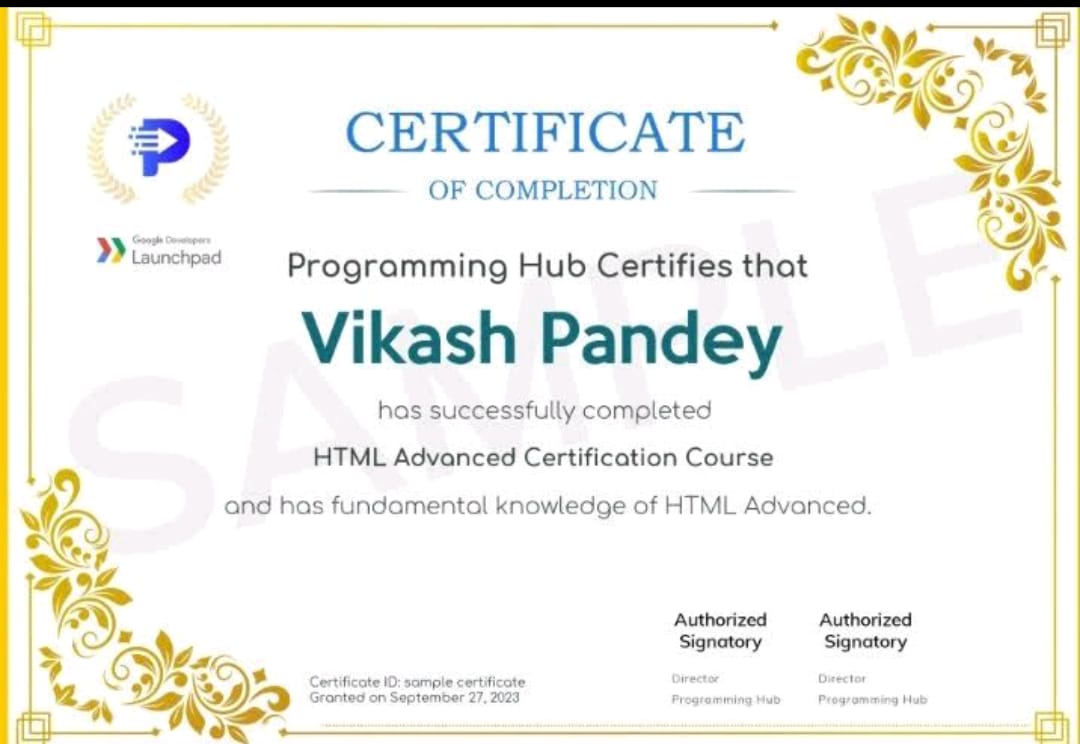 CERTIFICATE
OF COMPLETION
Google Developers
Launchpad
Programming Hub Certifies that
Vikash Pandey
has successfully completed
HTML Advanced Certification Course
and has fundamental knowledge of HTML Advanced.
SAMPLE
Authorized Authorized
Signatory Signatory
Director Director
Programming Hub Programming Hub
Certificate ID: sample certificate
Granted on September 27, 2023